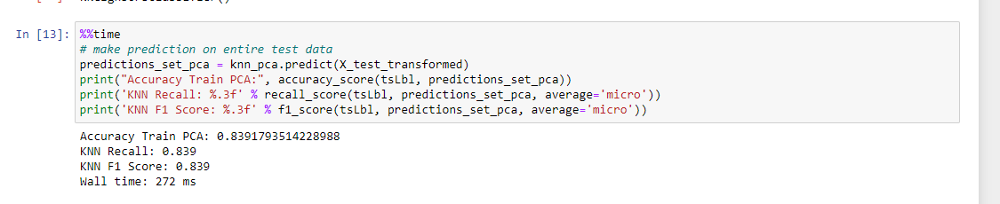 In [13]: %%time
# make prediction on entire test data
predictions_set_pca = knn_pca.predict(X_test_transformed)
print("Accuracy Train PCA:", accuracy_score(tsLbl, predictions_set_pca))
print('KNN Recall: %.3f' % recall_score(tsLbl, predictions_set_pca, average='micro'))
print('KNN F1 Score: %.3f' % f1_score(tsLbl, predictions_set_pca, average='micro'))
Accuracy Train PCA: 0.8391793514228988
KNN Recall: 0.839
KNN F1 Score: 0.839
Wall time: 272 ms